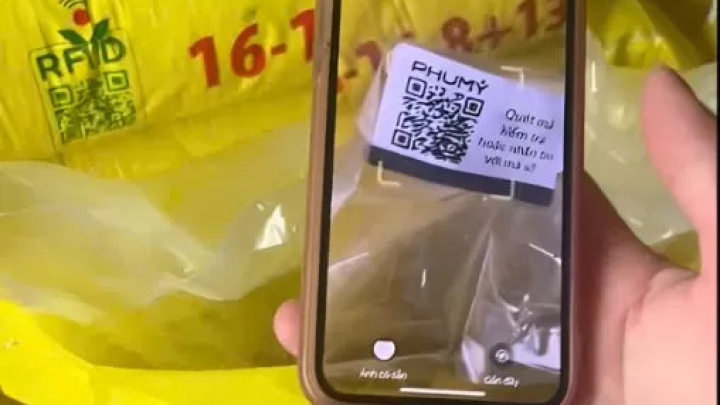 RFID
16-1
8+13
PHUMỸ
Quét mã
kiểm tra
hoặc nhắn tin
với mã số
Ảnh có sẵn
Gần đây